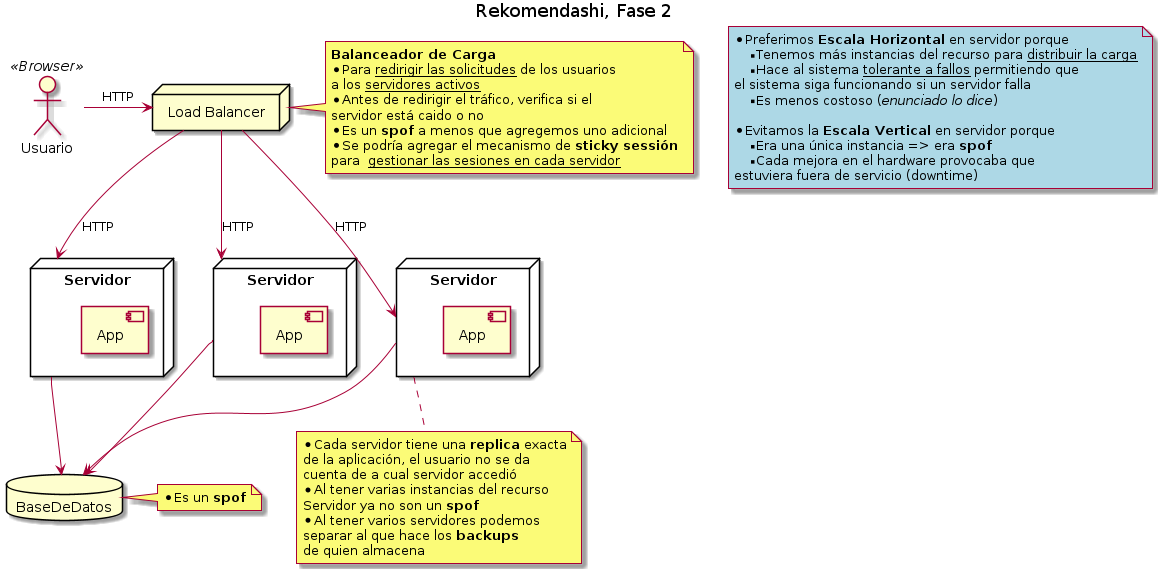 Rekomendashi, Fase 2
«Browser»
Usuario
HTTP
Load Balancer
Balanceador de Carga
•Para redirigir las solicitudes de los usuarios
a los servidores activos
•Antes de redirigir el tráfico, verifica si el
servidor está caido o no
•Es un spof a menos que agregemos uno adicional
•Se podría agregar el mecanismo de sticky sessión
para  gestionar las sesiones en cada servidor
•Preferimos Escala Horizontal en servidor porque
▪Tenemos más instancias del recurso para distribuir la carga
▪Hace al sistema tolerante a fallos permitiendo que
el sistema siga funcionando si un servidor falla
▪Es menos costoso (enunciado lo dice)
•Evitamos la Escala Vertical en servidor porque
▪Era una única instancia => era spof
▪Cada mejora en el hardware provocaba que
estuviera fuera de servicio (downtime)
HTTP
HTTP
HTTP
Servidor
App
Servidor
App
Servidor
App
BaseDeDatos
•Es un spof
•Cada servidor tiene una replica exacta
de la aplicación, el usuario no se da
cuenta de a cual servidor accedió
•Al tener varias instancias del recurso
Servidor ya no son un spof
•Al tener varios servidores podemos
separar al que hace los backups
de quien almacena